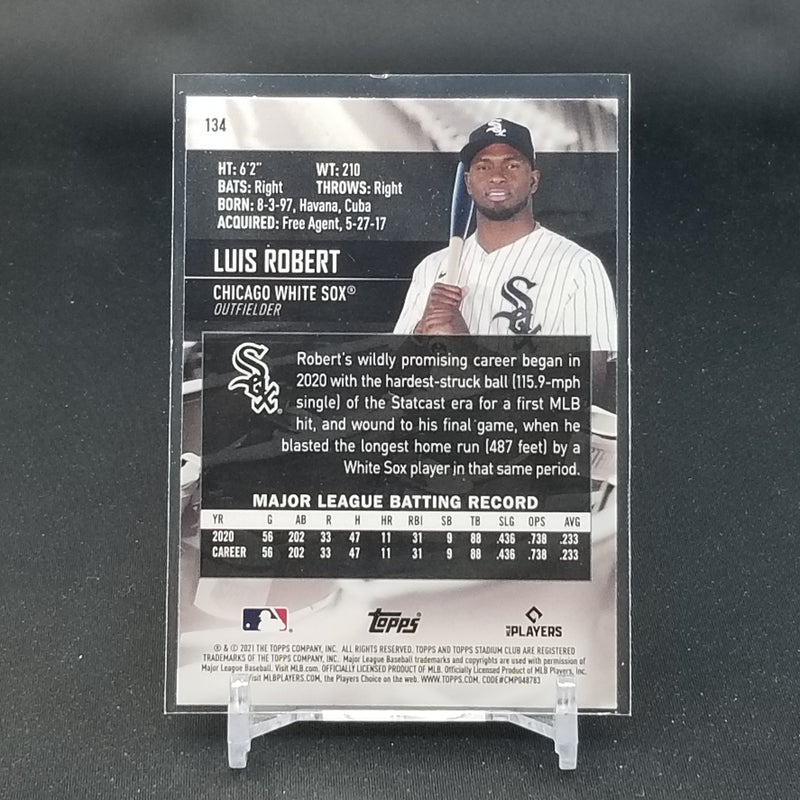 134
HT: 6'2" WT: 210
BATS: Right THROWS: Right
BORN: 8-3-97, Havana, Cuba
ACQUIRED: Free Agent, 5-27-17
LUIS ROBERT
CHICAGO WHITE SOX®
OUTFIELDER
Sox
Sox
Sox
Robert's wildly promising career began in
2020 with the hardest-struck ball (115.9-mph
single) of the Statcast era for a first MLB
hit, and wound to his final game, when he
blasted the longest home run (487 feet) by a
White Sox player in that same period.
MAJOR LEAGUE BATTING RECORD
YR G AB R H HR RBI SB TB SLG OPS AVG
2020 56 202 33 47 11 31 9 88 .436 .738 .233
CAREER 56 202 33 47 11 31 9 88 .436 .738 .233
topps® PLAYERS
® & © 2021 THE TOPPS COMPANY, INC. ALL RIGHTS RESERVED. TOPPS AND TOPPS STADIUM CLUB ARE REGISTERED
TRADEMARKS OF THE TOPPS COMPANY, INC. Major League Baseball trademarks and copyrights are used with permission of
Major League Baseball. Visit MLB.com. OFFICIALLY LICENSED PRODUCT OF MLB. Officially Licensed Product of MLB Players, Inc.
Visit MLBPLAYERS.COM, the Players Choice on the web. WWW.TOPPS.COM. CODE#CMP048783